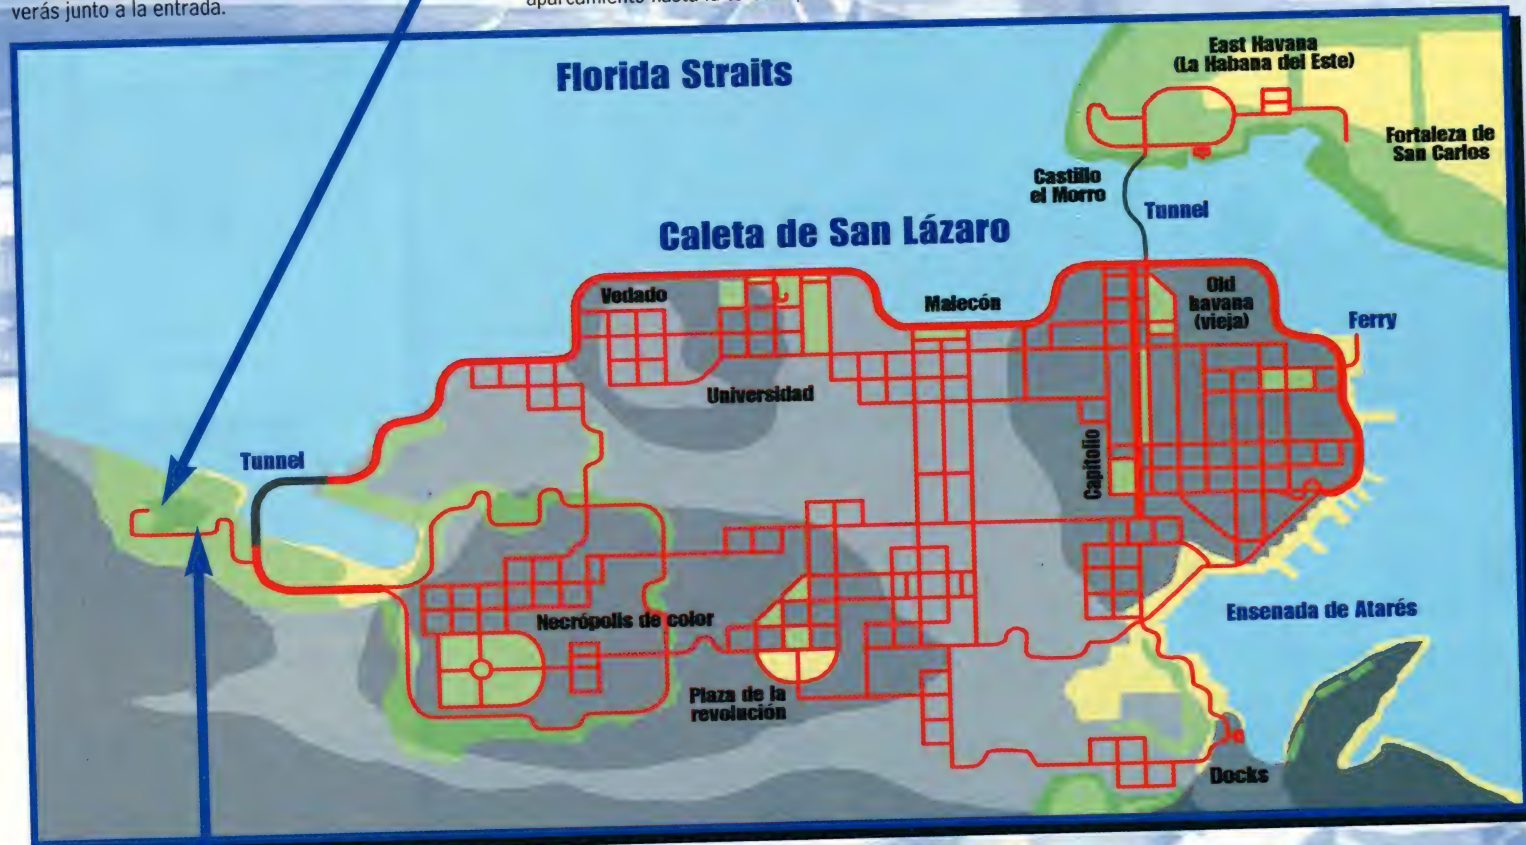 verás junto a la entrada.
Florida Straits
East Havana
(La Habana del Este)
Fortaleza de
San Carlos
Castillo
el Morro
Tunnel
Caleta de San Lázaro
Vedado
Malecón
Old
havana
(vieja)
Ferry
Universidad
Capitolio
Tunnel
Necrópolis de color
Ensenada de Atarés
Plaza de la
revolución
Docks